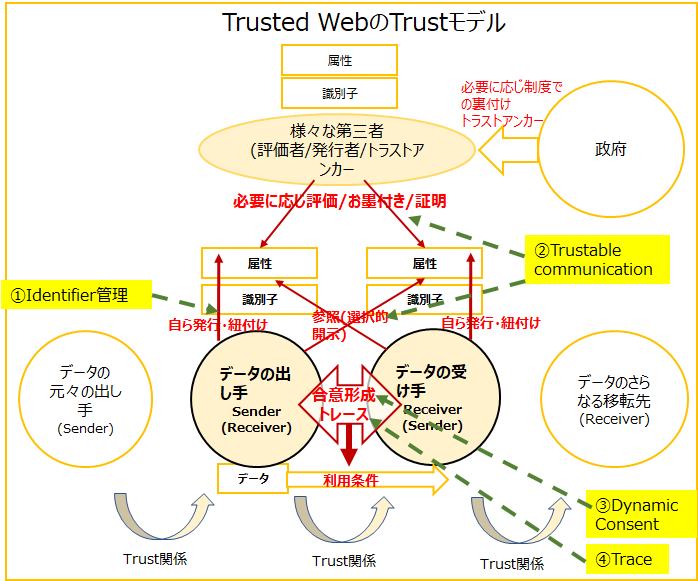 Trusted WebのTrustモデル
属性
識別子
必要に応じ制度で
の裏付け
トラストアンカー
政府
様々な第三者
(評価者/発行者/トラストア
ンカー
必要に応じ評価/お墨付き/証明
②Trustable
communication
属性
属性
①Identifier管理
識別子
識別子
自ら発行・紐付け
参照(選択的
開示)
自ら発行・紐付け
データの
元々の出し
手
(Sender)
データの出
し手
Sender
(Receiver)
合意形成
トレース
データの受
け手
Receiver
(Sender)
データのさら
なる移転先
(Receiver)
データ
利用条件
③Dynamic
Consent
④Trace
Trust関係
Trust関係
Trust関係